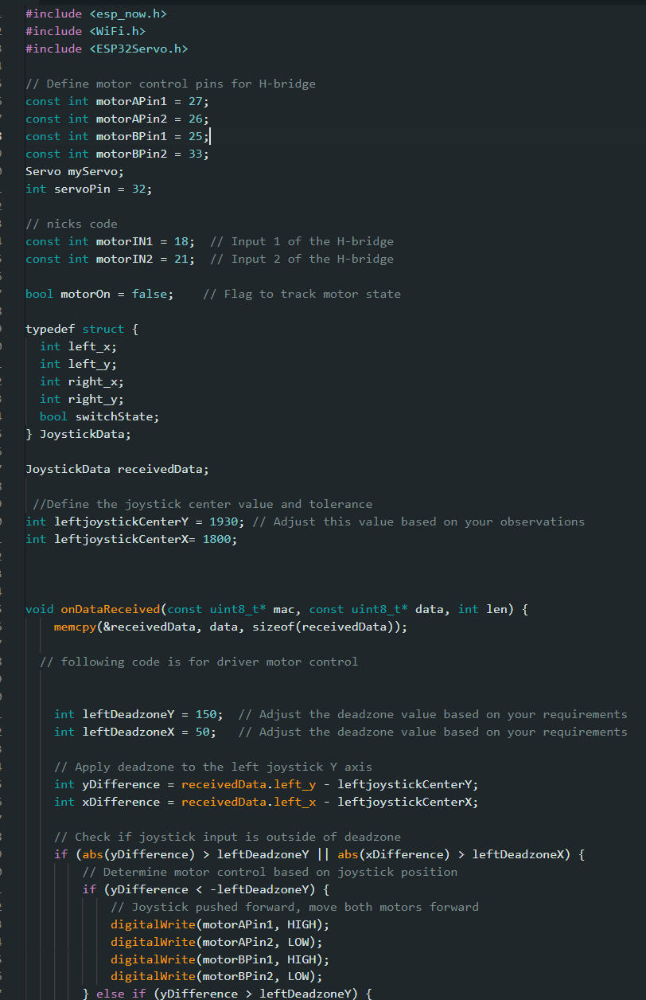 #include <esp_now.h>
#include <WiFi.h>
#include <ESP32Servo.h>
// Define motor control pins for H-bridge
const int motorAPin1 = 27;
const int motorAPin2 = 26;
const int motorBPin1 = 25;
const int motorBPin2 = 33;
Servo myServo;
int servoPin = 32;
// nicks code
const int motorIN1 = 18;  // Input 1 of the H-bridge
const int motorIN2 = 21;  // Input 2 of the H-bridge
bool motorOn = false;    // Flag to track motor state
typedef struct {
  int left_x;
  int left_y;
  int right_x;
  int right_y;
  bool switchState;
} JoystickData;
JoystickData receivedData;
 //Define the joystick center value and tolerance
int leftjoystickCenterY = 1930; // Adjust this value based on your observations
int leftjoystickCenterX= 1800;
void onDataReceived(const uint8_t* mac, const uint8_t* data, int len) {
    memcpy(&receivedData, data, sizeof(receivedData));
  // following code is for driver motor control
    int leftDeadzoneY = 150;  // Adjust the deadzone value based on your requirements
    int leftDeadzoneX = 50;   // Adjust the deadzone value based on your requirements
    // Apply deadzone to the left joystick Y axis
    int yDifference = receivedData.left_y - leftjoystickCenterY;
    int xDifference = receivedData.left_x - leftjoystickCenterX;
    // Check if joystick input is outside of deadzone
    if (abs(yDifference) > leftDeadzoneY || abs(xDifference) > leftDeadzoneX) {
        // Determine motor control based on joystick position
        if (yDifference < -leftDeadzoneY) {
            // Joystick pushed forward, move both motors forward
            digitalWrite(motorAPin1, HIGH);
            digitalWrite(motorAPin2, LOW);
            digitalWrite(motorBPin1, HIGH);
            digitalWrite(motorBPin2, LOW);
        } else if (yDifference > leftDeadzoneY) {